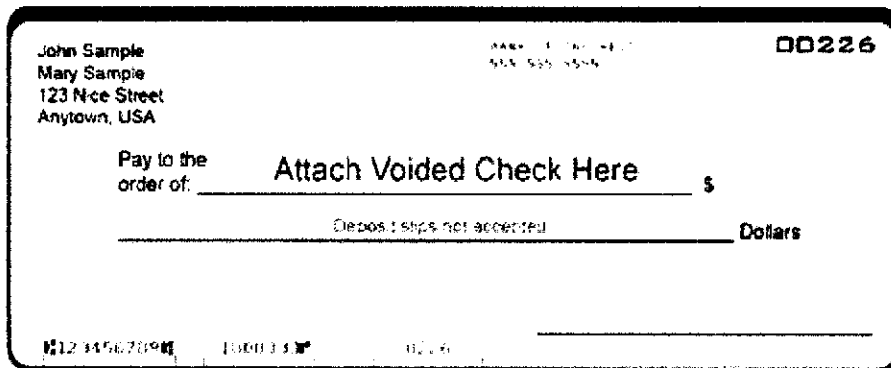 John Sample
Mary Sample
123 Nice Street
Anytown, USA
00226
Pay to the
order of:
Attach Voided Check Here
$
Deposit slips not accepted
Dollars
123456789